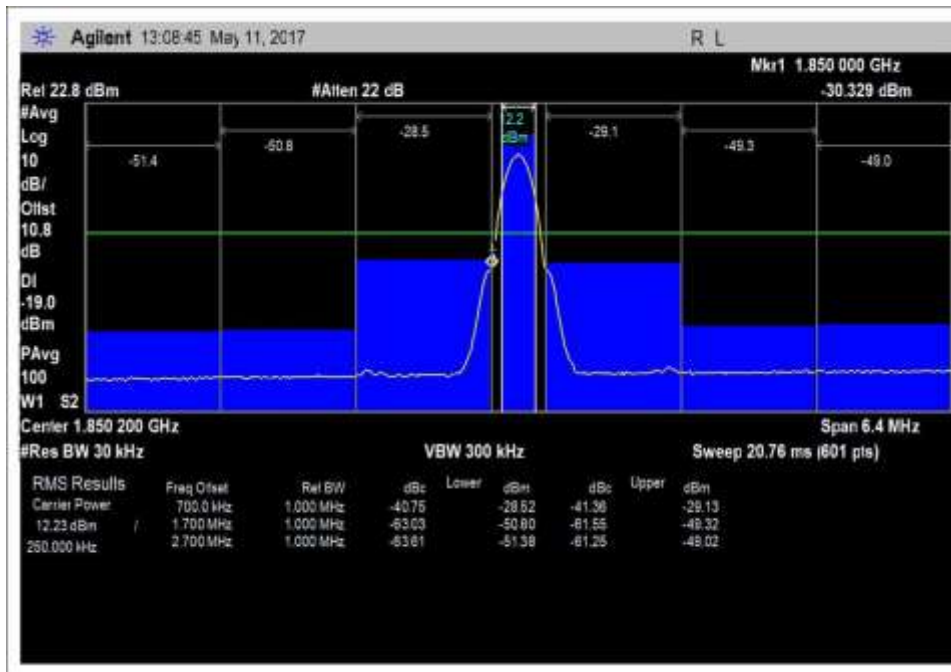 Agilent 13:08:45 May 11, 2017 R L
Mkr1 1.850 000 GHz
Ref 22.8 dBm #Atten 22 dB -30.329 dBm
#Avg
Log
10
dB/
Offst
10.8
dB
DI
-19.0
dBm
PAvg
100
W1 S2
-51.4 -50.8 -28.5 2.2 dBm -29.1 -49.3 -49.0
1
Center 1.850 200 GHz Span 6.4 MHz
#Res BW 30 kHz VBW 300 kHz Sweep 20.76 ms (601 pts)
RMS Results Freq Offset Ref BW dBc Lower dBm dBc Upper dBm
Carrier Power 700.0 kHz 1.000 MHz -40.75 -28.52 -41.36 -29.13
12.23 dBm / 1.700 MHz 1.000 MHz -63.03 -50.80 -61.55 -49.32
250.000 kHz 2.700 MHz 1.000 MHz -63.61 -51.38 -61.25 -49.02